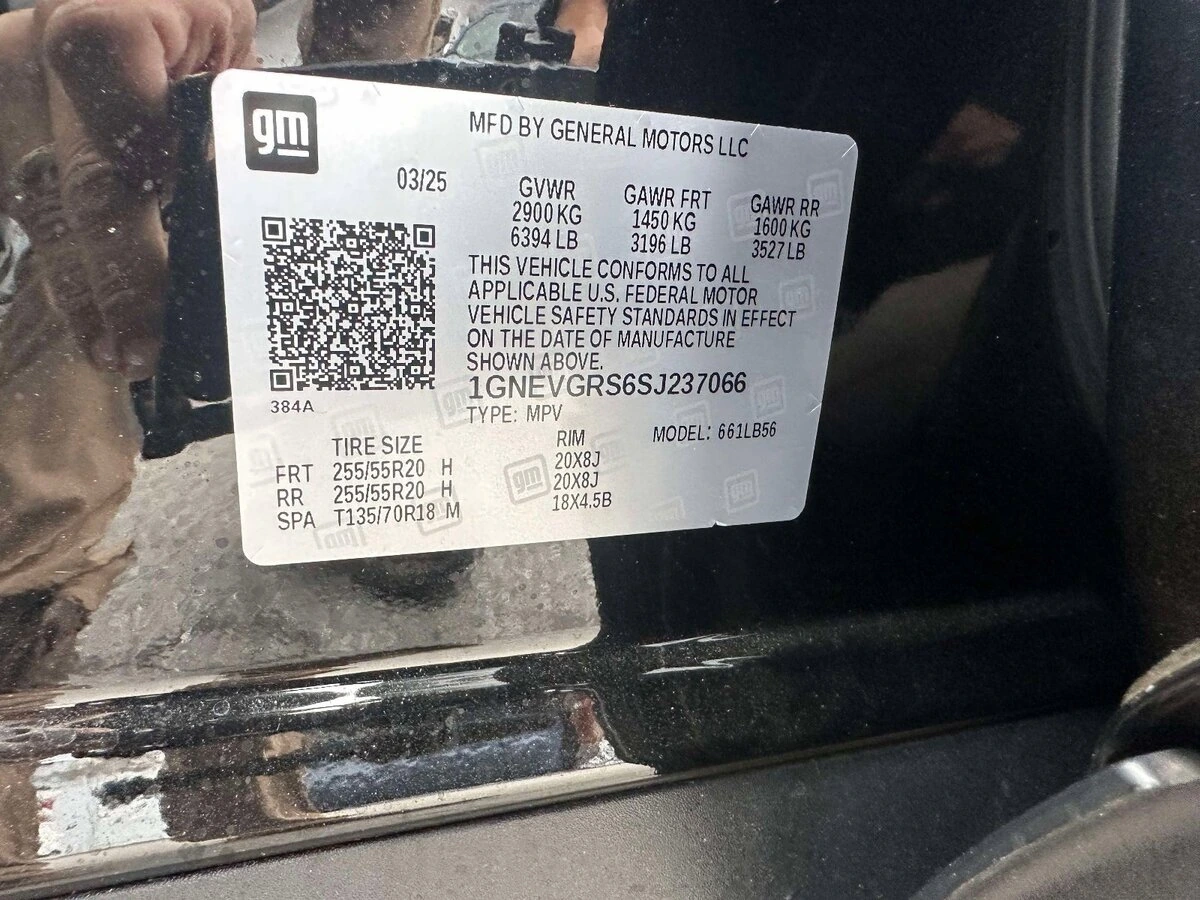 gm
MFD BY GENERAL MOTORS LLC
03/25
GVWR GAWR FRT GAWR RR
2900 KG 1450 KG 1600 KG
6394 LB 3196 LB 3527 LB
THIS VEHICLE CONFORMS TO ALL
APPLICABLE U.S. FEDERAL MOTOR
VEHICLE SAFETY STANDARDS IN EFFECT
ON THE DATE OF MANUFACTURE
SHOWN ABOVE.
1GNEVGRS6SJ237066
384A
TYPE: MPV
MODEL: 661LB56
TIRE SIZE RIM
FRT 255/55R20 H 20X8J
RR 255/55R20 H 20X8J
SPA T135/70R18 M 18X4.5B